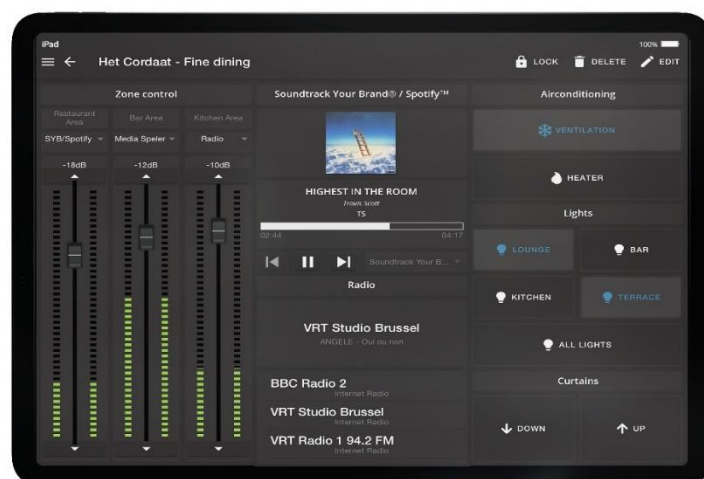 iPad
100%
Het Cordaat - Fine dining
LOCK
DELETE
EDIT
Zone control
Restaurant Area
Bar Area
Kitchen Area
SYB/Spotify
Media Speler
Radio
-18dB
-12dB
-10dB
Soundtrack Your Brand® / Spotify™
HIGHEST IN THE ROOM
Travis Scott
TS
02:44
04:17
Soundtrack Your B...
Radio
VRT Studio Brussel
ANGELE - Oui ou non
BBC Radio 2
Internet Radio
VRT Studio Brussel
Internet Radio
VRT Radio 1 94.2 FM
Internet Radio
Airconditioning
VENTILATION
HEATER
Lights
LOUNGE
BAR
KITCHEN
TERRACE
ALL LIGHTS
Curtains
DOWN
UP